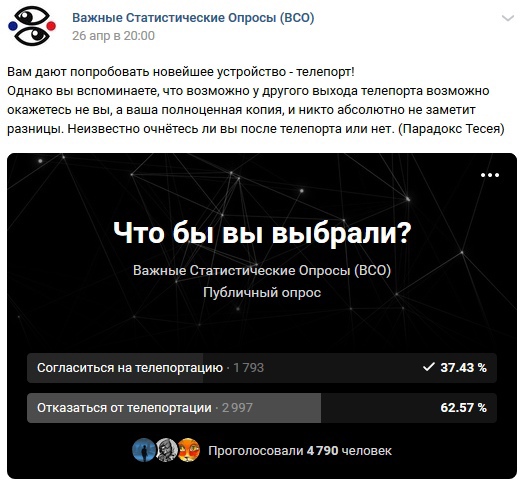 Важные Статистические Опросы (ВСО)
26 апр в 20:00
Вам дают попробовать новейшее устройство - телепорт!
Однако вы вспоминаете, что возможно у другого выхода телепорта возможно
окажетесь не вы, а ваша полноценная копия, и никто абсолютно не заметит
разницы. Неизвестно очнётесь ли вы после телепорта или нет. (Парадокс Тесея)
Что бы вы выбрали?
Важные Статистические Опросы (ВСО)
Публичный опрос
Согласиться на телепортацию · 1 793 37.43 %
Отказаться от телепортации · 2 997 62.57 %
Проголосовали 4 790 человек